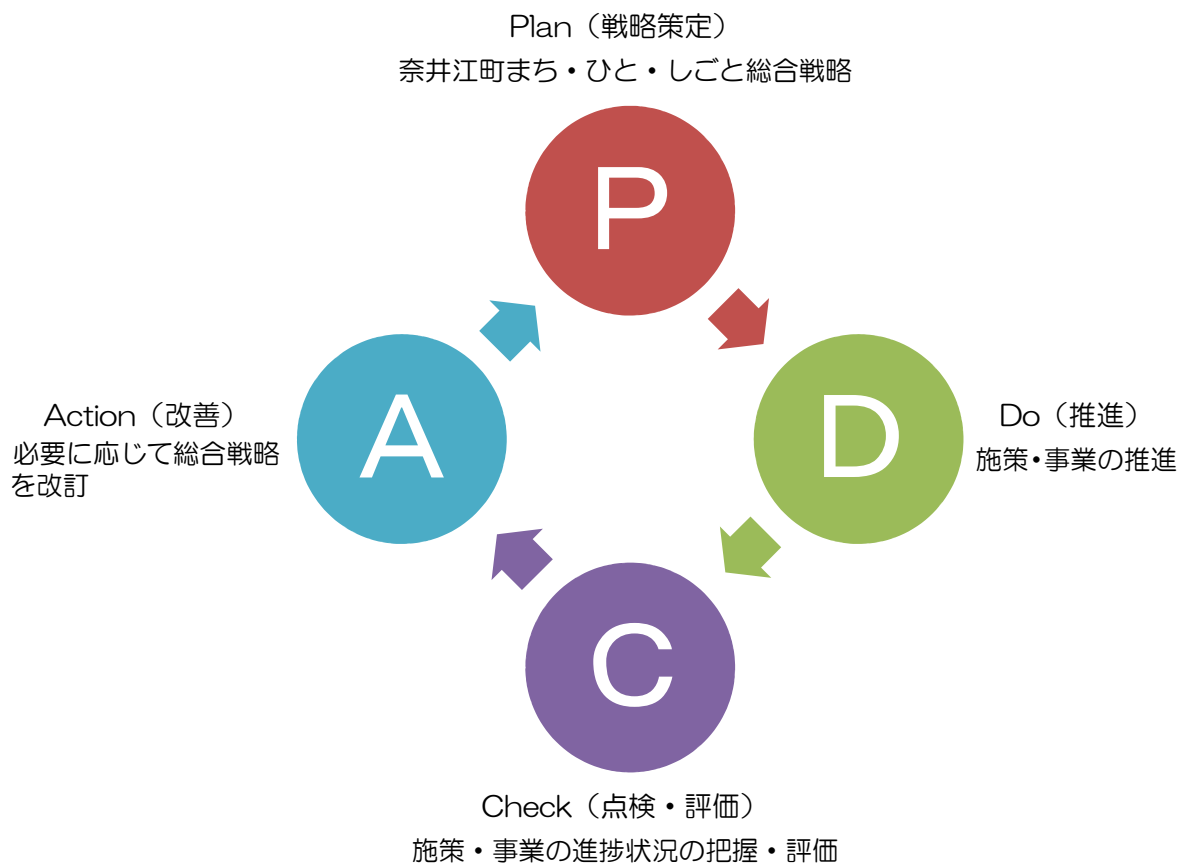 Plan（戦略策定）
奈井江町まち・ひと・しごと総合戦略
P
A
D
Action（改善）
必要に応じて総合戦略
を改訂
Do（推進）
施策・事業の推進
C
Check（点検・評価）
施策・事業の進捗状況の把握・評価